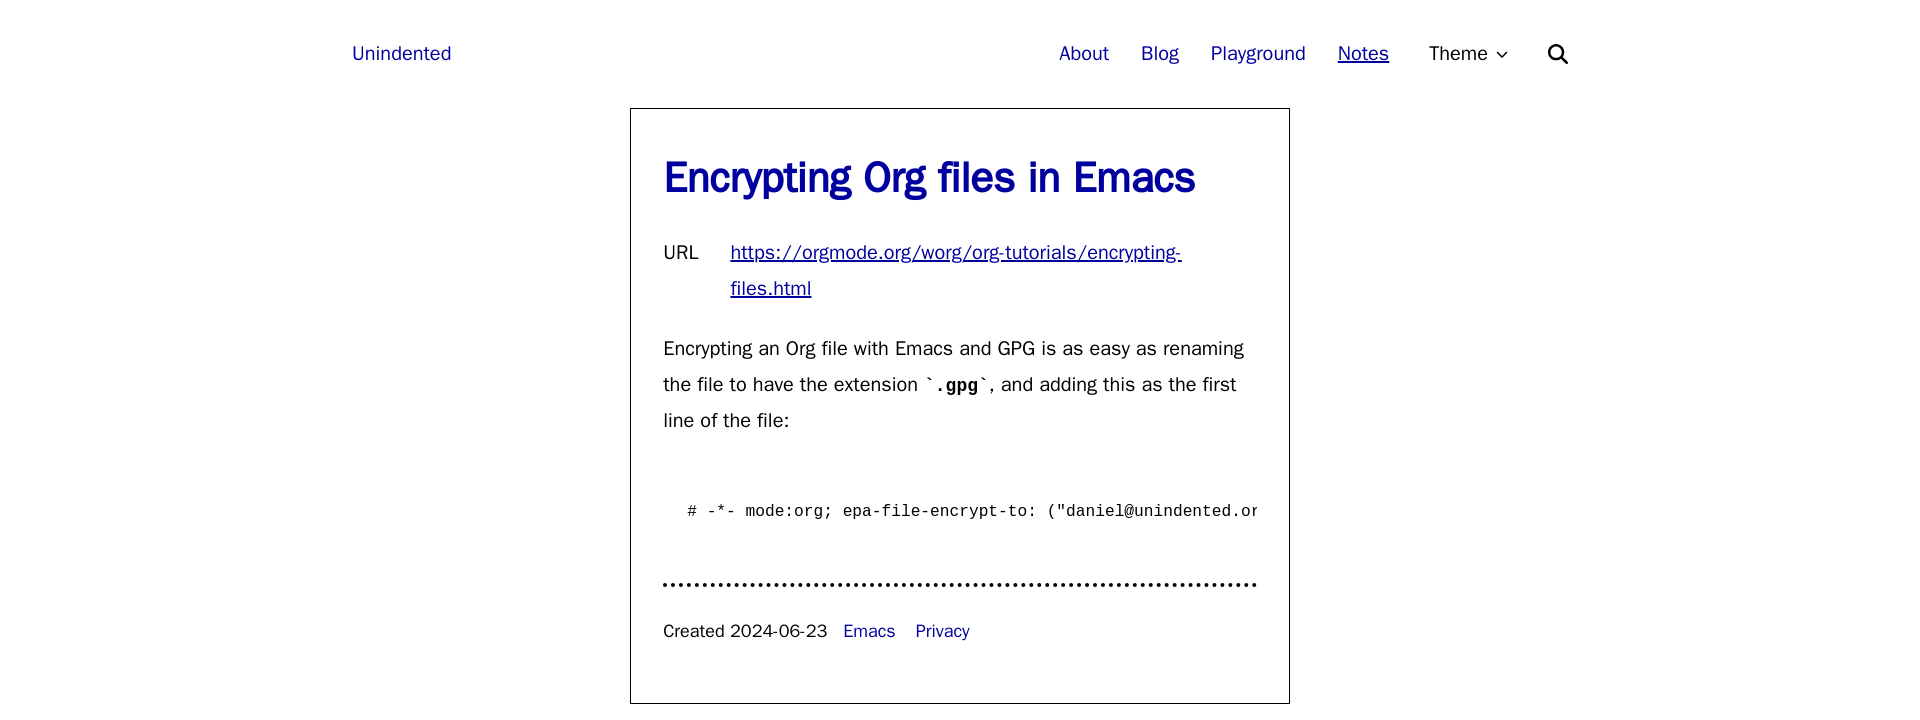 Unindented
About Blog Playground Notes Theme
Encrypting Org files in Emacs
URL https://orgmode.org/worg/org-tutorials/encrypting-
files.html
Encrypting an Org file with Emacs and GPG is as easy as renaming
the file to have the extension `.gpg`, and adding this as the first
line of the file:
# -*- mode:org; epa-file-encrypt-to: ("daniel@unindented.or
Created 2024-06-23 Emacs Privacy